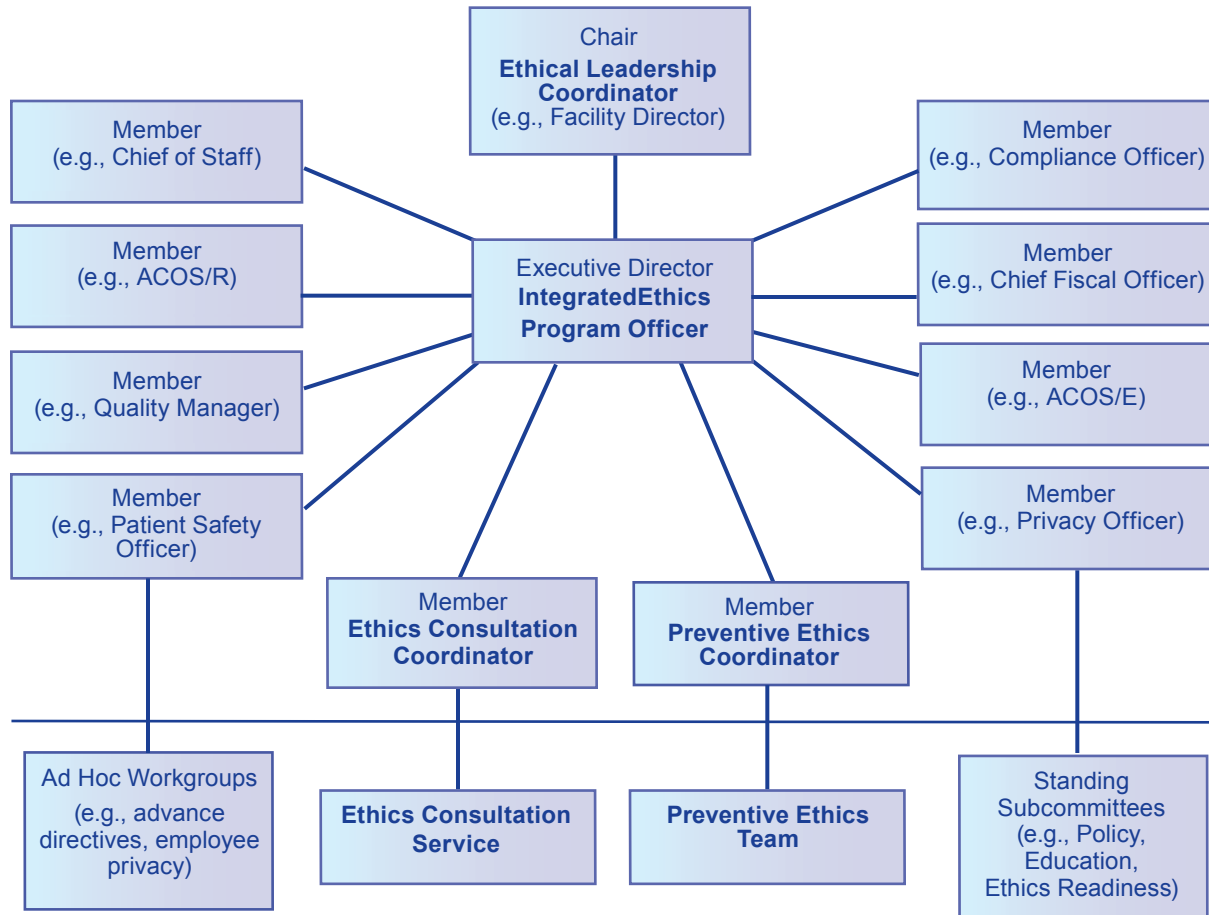 Chair
Ethical Leadership
Coordinator
(e.g., Facility Director)
Member
(e.g., Chief of Staff)
Member
(e.g., Compliance Officer)
Member
(e.g., ACOS/R)
Executive Director
IntegratedEthics
Program Officer
Member
(e.g., Chief Fiscal Officer)
Member
(e.g., Quality Manager)
Member
(e.g., ACOS/E)
Member
(e.g., Patient Safety
Officer)
Member
(e.g., Privacy Officer)
Member
Ethics Consultation
Coordinator
Member
Preventive Ethics
Coordinator
Ad Hoc Workgroups
(e.g., advance
directives, employee
privacy)
Ethics Consultation
Service
Preventive Ethics
Team
Standing
Subcommittees
(e.g., Policy,
Education,
Ethics Readiness)